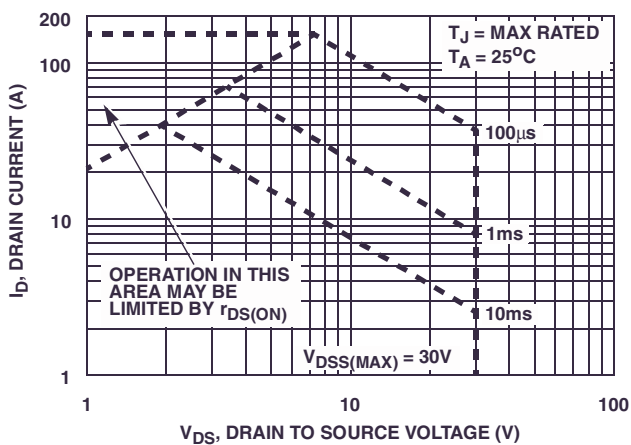 200
100
10
1
I_D, DRAIN CURRENT (A)
T_J = MAX RATED
T_A = 25°C
100µs
1ms
10ms
OPERATION IN THIS
AREA MAY BE
LIMITED BY r_DS(ON)
V_DSS(MAX) = 30V
1
10
100
V_DS, DRAIN TO SOURCE VOLTAGE (V)